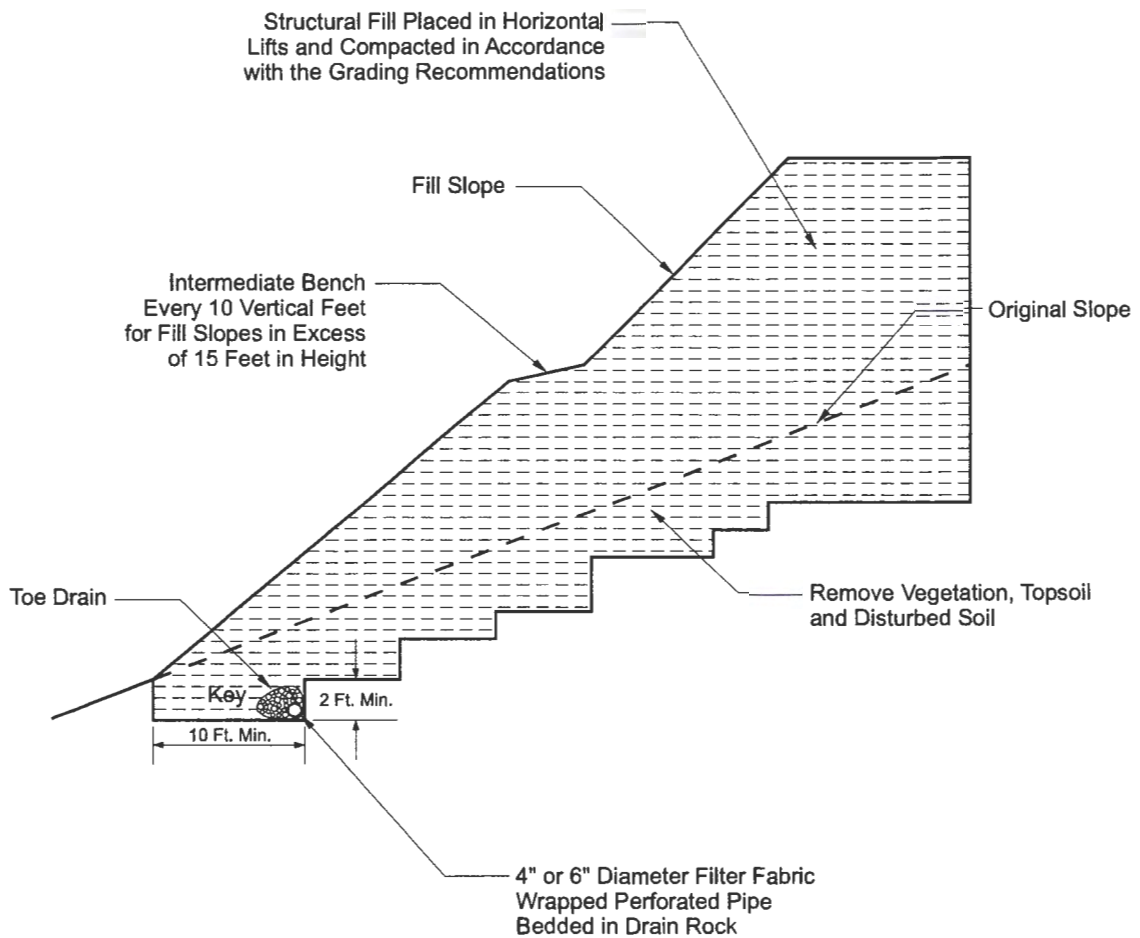 Structural Fill Placed in Horizontal
Lifts and Compacted in Accordance
with the Grading Recommendations
Fill Slope
Intermediate Bench
Every 10 Vertical Feet
for Fill Slopes in Excess
of 15 Feet in Height
Original Slope
Remove Vegetation, Topsoil
and Disturbed Soil
Toe Drain
Key
2 Ft. Min.
10 Ft. Min.
4" or 6" Diameter Filter Fabric
Wrapped Perforated Pipe
Bedded in Drain Rock